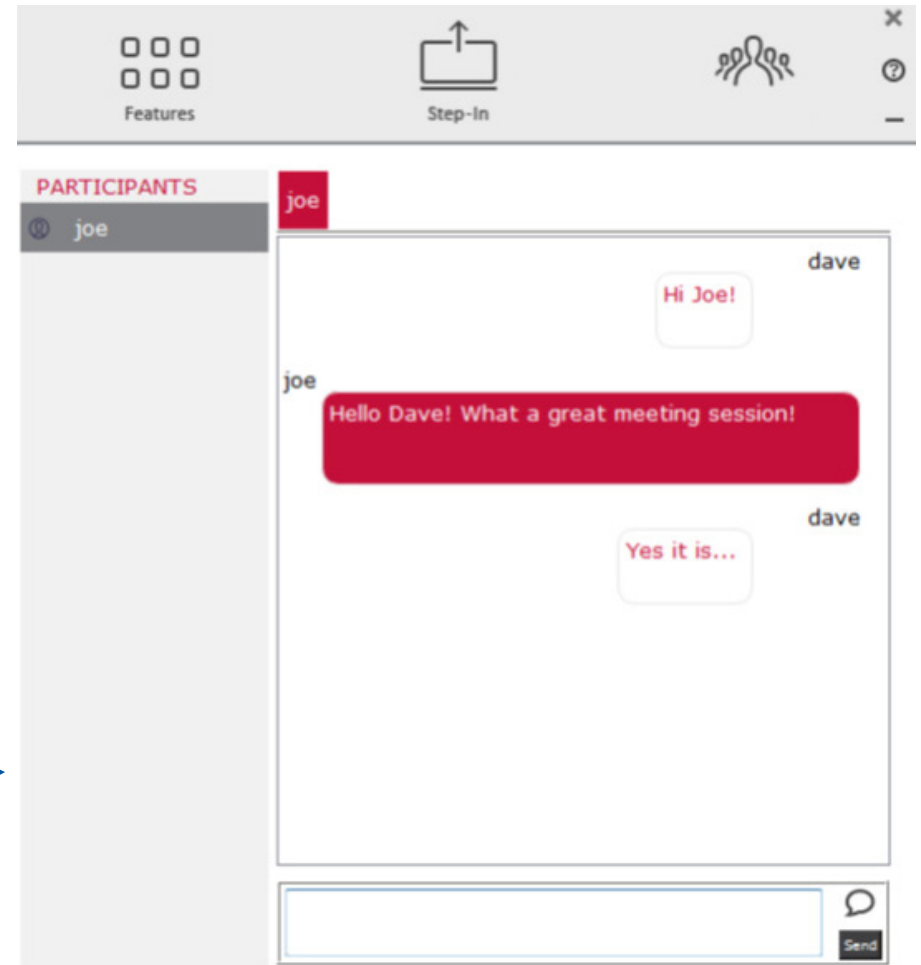 Features
Step-In
PARTICIPANTS
joe
joe
dave
Hi Joe!
joe
Hello Dave! What a great meeting session!
dave
Yes it is...
Send